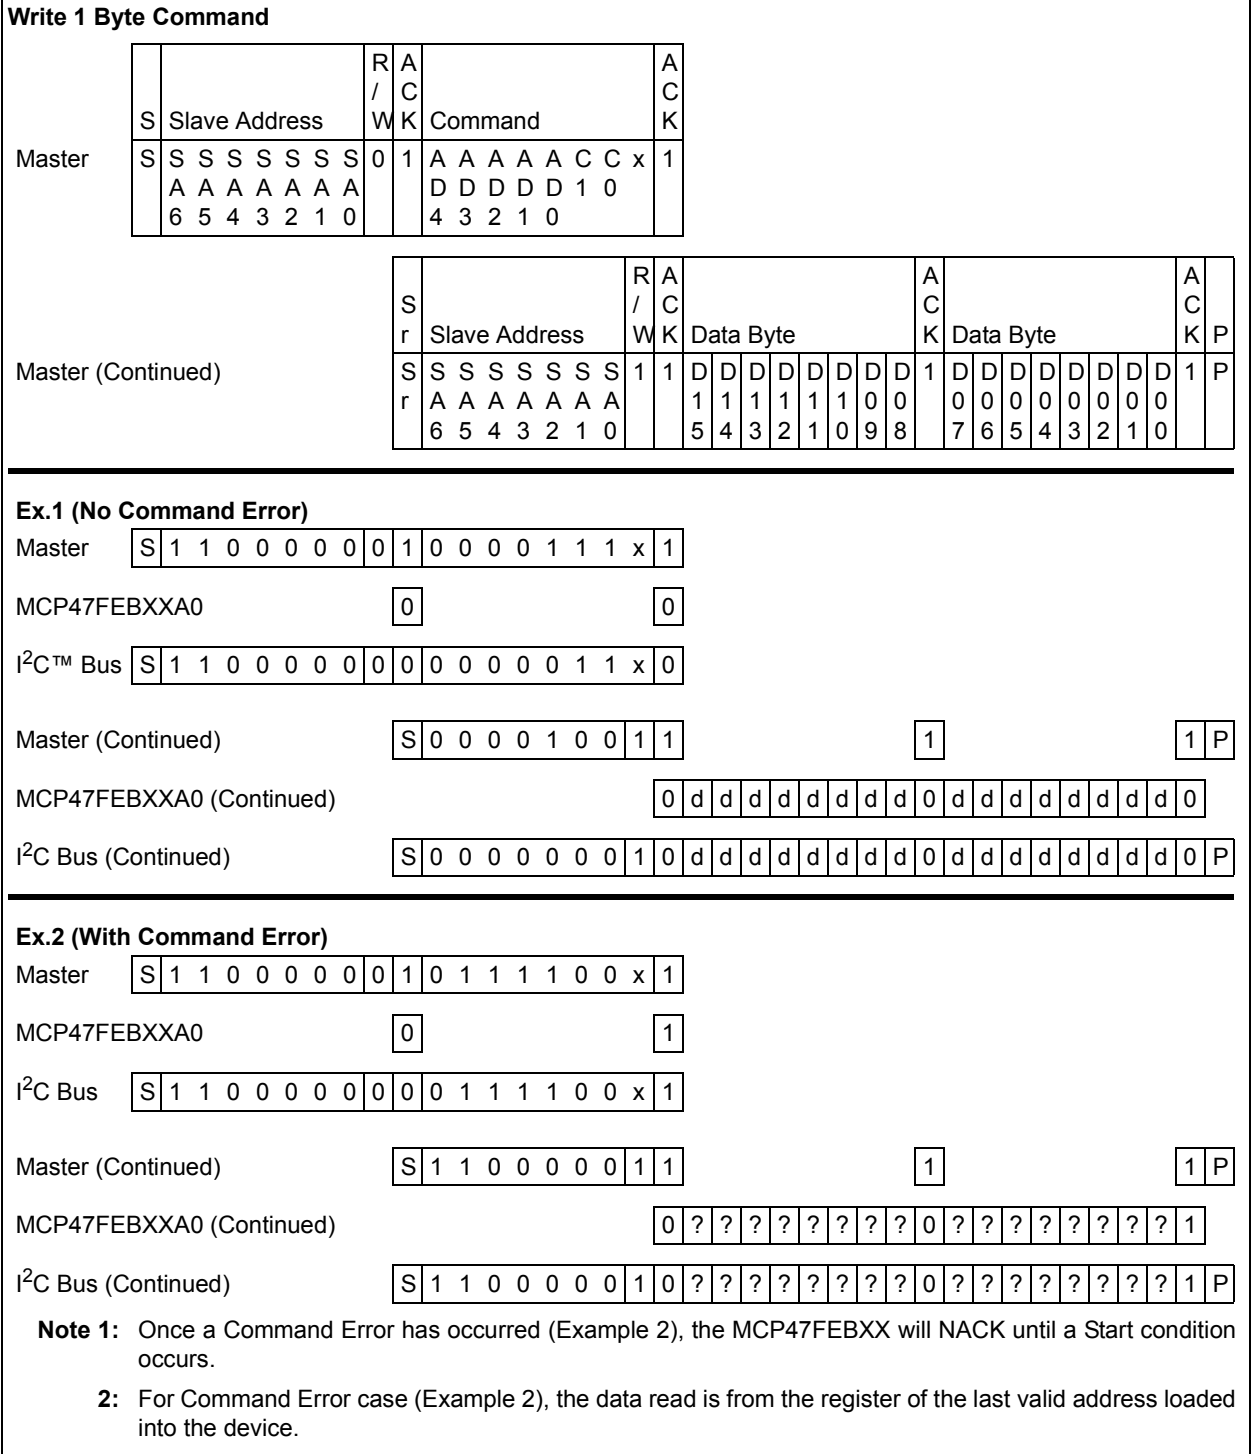 Write 1 Byte Command
S Slave Address R/W ACK Command ACK
Master S SA6 SA5 SA4 SA3 SA2 SA1 SA0 0 1 AD4 AD3 AD2 AD1 AD0 C1 C0 x 1
Sr Slave Address R/W ACK Data Byte ACK Data Byte ACK P
Master (Continued) Sr SA6 SA5 SA4 SA3 SA2 SA1 SA0 1 1 D15 D14 D13 D12 D11 D10 D09 D08 1 D07 D06 D05 D04 D03 D02 D01 D00 1 P
Ex.1 (No Command Error)
Master S 1 1 0 0 0 0 0 0 1 0 0 0 0 1 1 1 x 1
MCP47FEBXXA0 0 0
I2C™ Bus S 1 1 0 0 0 0 0 0 0 0 0 0 0 0 1 1 x 0
Master (Continued) S 0 0 0 0 1 0 0 1 1 1 1 P
MCP47FEBXXA0 (Continued) 0 d d d d d d d d 0 d d d d d d d d 0
I2C Bus (Continued) S 0 0 0 0 0 0 0 1 0 d d d d d d d d 0 d d d d d d d d 0 P
Ex.2 (With Command Error)
Master S 1 1 0 0 0 0 0 0 1 0 1 1 1 1 0 0 x 1
MCP47FEBXXA0 0 1
I2C Bus S 1 1 0 0 0 0 0 0 0 0 1 1 1 1 0 0 x 1
Master (Continued) S 1 1 0 0 0 0 0 1 1 1 1 P
MCP47FEBXXA0 (Continued) 0 ? ? ? ? ? ? ? ? 0 ? ? ? ? ? ? ? ? 1
I2C Bus (Continued) S 1 1 0 0 0 0 0 1 0 ? ? ? ? ? ? ? ? 0 ? ? ? ? ? ? ? ? 1 P
Note 1: Once a Command Error has occurred (Example 2), the MCP47FEBXX will NACK until a Start condition
occurs.
2: For Command Error case (Example 2), the data read is from the register of the last valid address loaded
into the device.